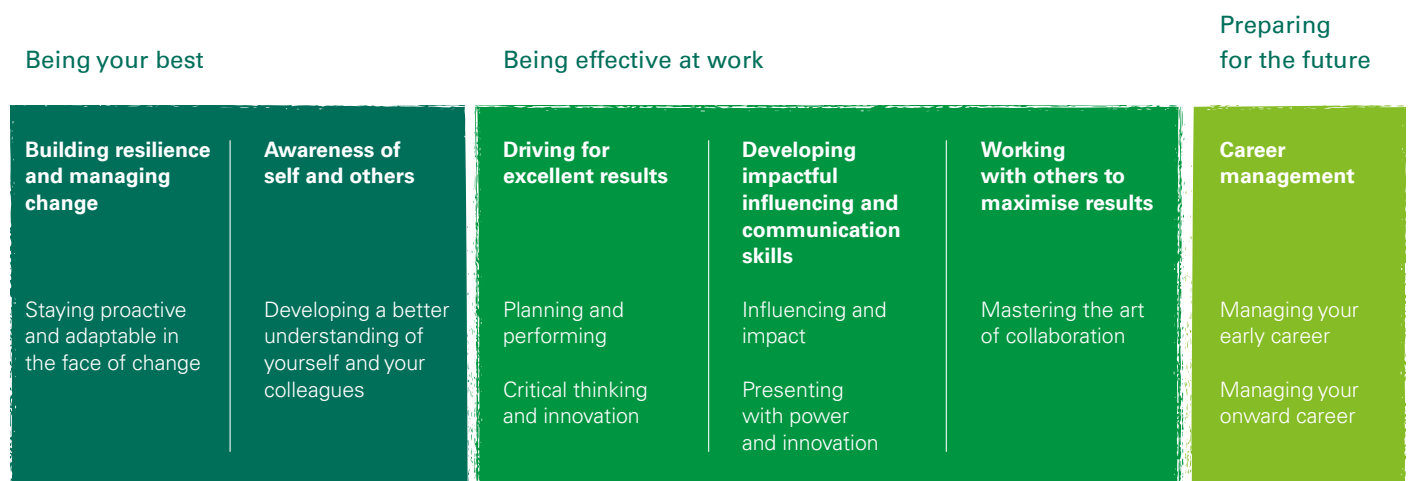 Being your best
Being effective at work
Preparing
for the future
Building resilience
and managing
change
Staying proactive
and adaptable in
the face of change
Awareness of
self and others
Developing a better
understanding of
yourself and your
colleagues
Driving for
excellent results
Planning and
performing
Critical thinking
and innovation
Developing
impactful
influencing and
communication
skills
Influencing and
impact
Presenting
with power
and innovation
Working
with others to
maximise results
Mastering the art
of collaboration
Career
management
Managing your
early career
Managing your
onward career